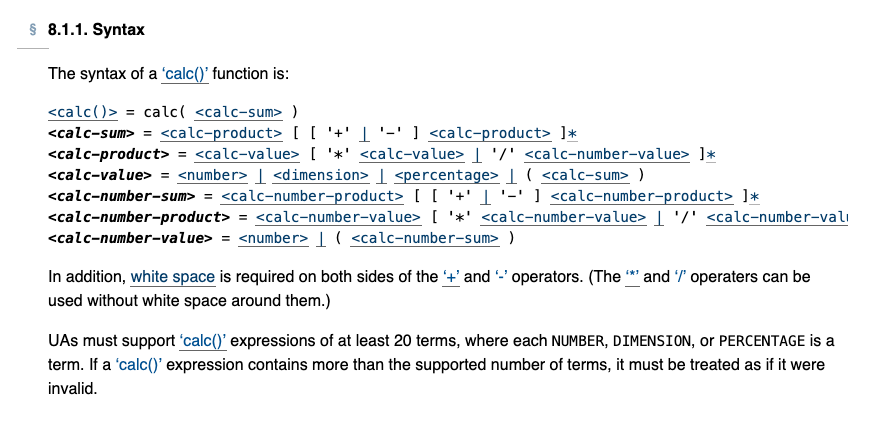 § 8.1.1. Syntax
The syntax of a ‘calc()’ function is:
<calc()> = calc( <calc-sum> )
<calc-sum> = <calc-product> [ [ '+' | '-' ] <calc-product> ]*
<calc-product> = <calc-value> [ '*' <calc-value> | '/' <calc-number-value> ]*
<calc-value> = <number> | <dimension> | <percentage> | ( <calc-sum> )
<calc-number-sum> = <calc-number-product> [ [ '+' | '-' ] <calc-number-product> ]*
<calc-number-product> = <calc-number-value> [ '*' <calc-number-value> | '/' <calc-number-valu
<calc-number-value> = <number> | ( <calc-number-sum> )
In addition, white space is required on both sides of the ‘+’ and ‘-’ operators. (The ‘*’ and ‘/’ operaters can be
used without white space around them.)
UAs must support ‘calc()’ expressions of at least 20 terms, where each NUMBER, DIMENSION, or PERCENTAGE is a
term. If a ‘calc()’ expression contains more than the supported number of terms, it must be treated as if it were
invalid.